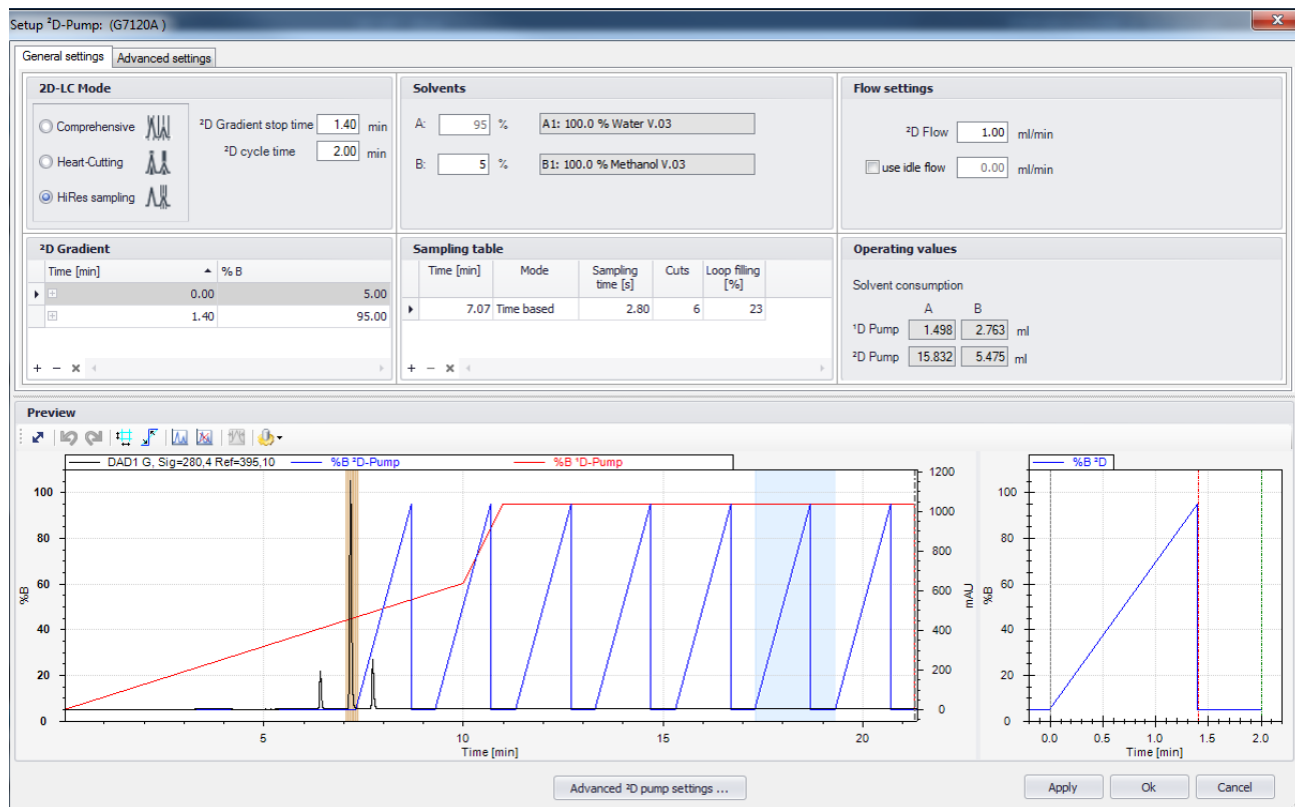 Setup ²D-Pump: (G7120A )
General settings
Advanced settings
2D-LC Mode
Comprehensive
Heart-Cutting
HiRes sampling
²D Gradient stop time 1.40 min
²D cycle time 2.00 min
Solvents
A: 95 % A1: 100.0 % Water V.03
B: 5 % B1: 100.0 % Methanol V.03
Flow settings
²D Flow 1.00 ml/min
use idle flow 0.00 ml/min
²D Gradient
Time [min] % B
0.00 5.00
1.40 95.00
Sampling table
Time [min] Mode Sampling time [s] Cuts Loop filling [%]
7.07 Time based 2.80 6 23
Operating values
Solvent consumption
A B
¹D Pump 1.498 2.763 ml
²D Pump 15.832 5.475 ml
Preview
DAD1 G, Sig=280,4 Ref=395,10 %B ²D-Pump %B ¹D-Pump
100
80
60
40
20
0
%B
5 10 15 20
Time [min]
1200
1000
800
600
400
200
0
mAU
%B ²D
100
80
60
40
20
0
%B
0.0 0.5 1.0 1.5 2.0
Time [min]
Advanced ²D pump settings ...
Apply Ok Cancel